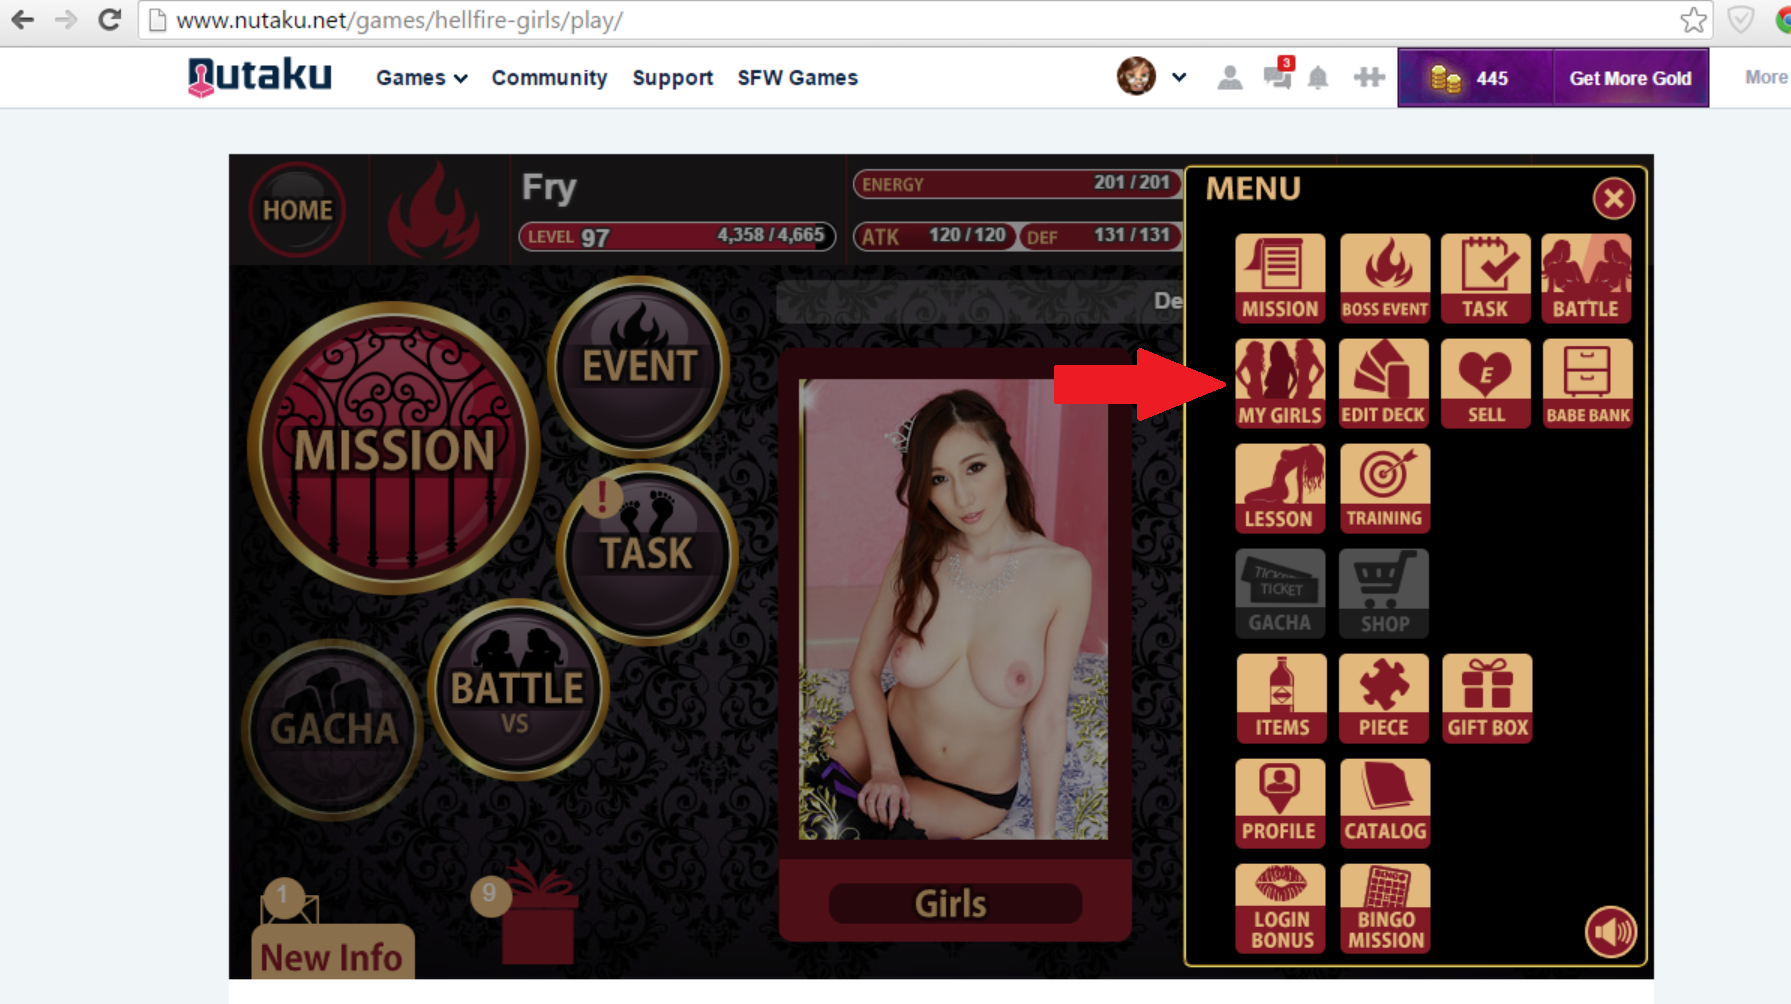 www.nutaku.net/games/hellfire-girls/play/
nutaku
Games
Community
Support
SFW Games
3
445
Get More Gold
More
HOME
Fry
LEVEL 97
4,358 / 4,665
ENERGY
201 / 201
ATK
120 / 120
DEF
131 / 131
De
MISSION
EVENT
TASK
!
BATTLE
VS
GACHA
1
New Info
9
Girls
MENU
MISSION
BOSS EVENT
TASK
BATTLE
MY GIRLS
EDIT DECK
E
SELL
BABE BANK
LESSON
TRAINING
TICKET
TICKET
GACHA
SHOP
ITEMS
PIECE
GIFT BOX
PROFILE
CATALOG
LOGIN
BONUS
BINGO
BINGO
MISSION